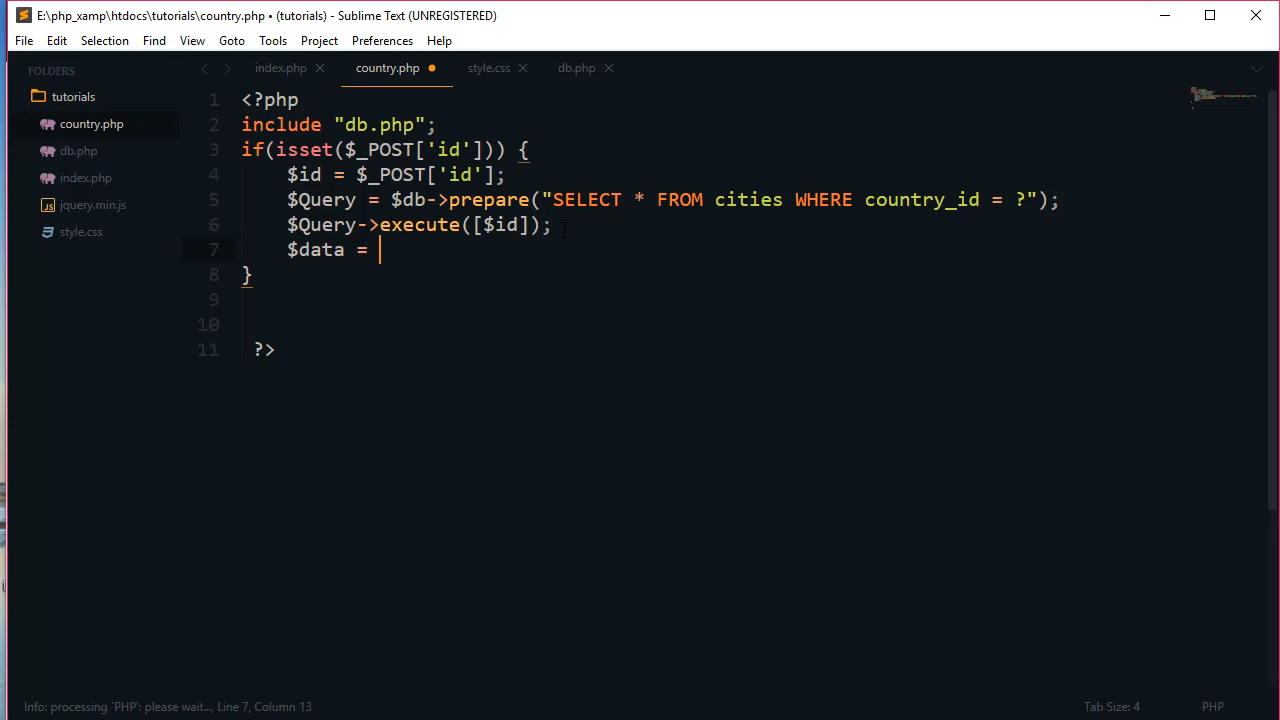 E:\php_xamp\htdocs\tutorials\country.php • (tutorials) - Sublime Text (UNREGISTERED)
File Edit Selection Find View Goto Tools Project Preferences Help
FOLDERS
tutorials
country.php
db.php
index.php
jquery.min.js
style.css
index.php country.php style.css db.php
1 <?php
2 include "db.php";
3 if(isset($_POST['id'])) {
4 $id = $_POST['id'];
5 $Query = $db->prepare("SELECT * FROM cities WHERE country_id = ?");
6 $Query->execute([$id]);
7 $data =
8 }
9
10
11 ?>
Info: processing `PHP': please wait..., Line 7, Column 13 Tab Size: 4 PHP